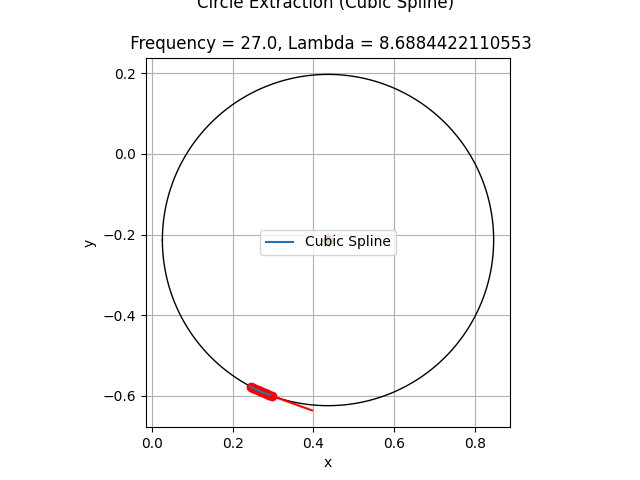 Circle Extraction (Cubic Spline)
Frequency = 27.0, Lambda = 8.6884422110553
0.2
0.0
−0.2
−0.4
−0.6
y
Cubic Spline
0.0 0.2 0.4 0.6 0.8
x